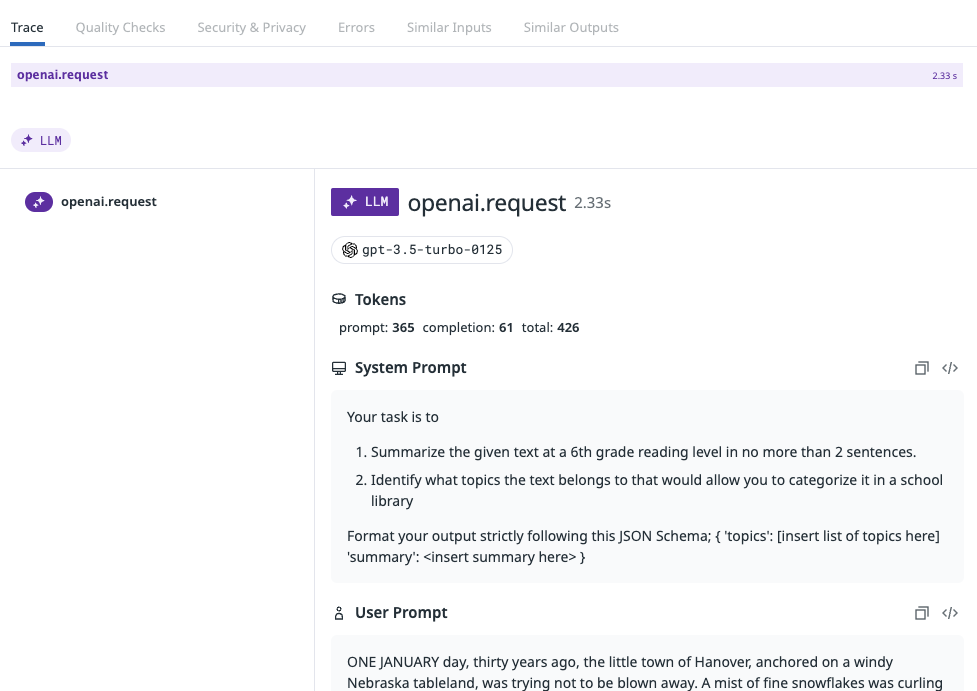 Trace Quality Checks Security & Privacy Errors Similar Inputs Similar Outputs
openai.request 2.33 s
LLM
openai.request
LLM openai.request 2.33s
gpt-3.5-turbo-0125
Tokens
prompt: 365 completion: 61 total: 426
System Prompt
Your task is to
1. Summarize the given text at a 6th grade reading level in no more than 2 sentences.
2. Identify what topics the text belongs to that would allow you to categorize it in a school
library
Format your output strictly following this JSON Schema; { 'topics': [insert list of topics here]
'summary': <insert summary here> }
User Prompt
ONE JANUARY day, thirty years ago, the little town of Hanover, anchored on a windy
Nebraska tableland, was trying not to be blown away. A mist of fine snowflakes was curling